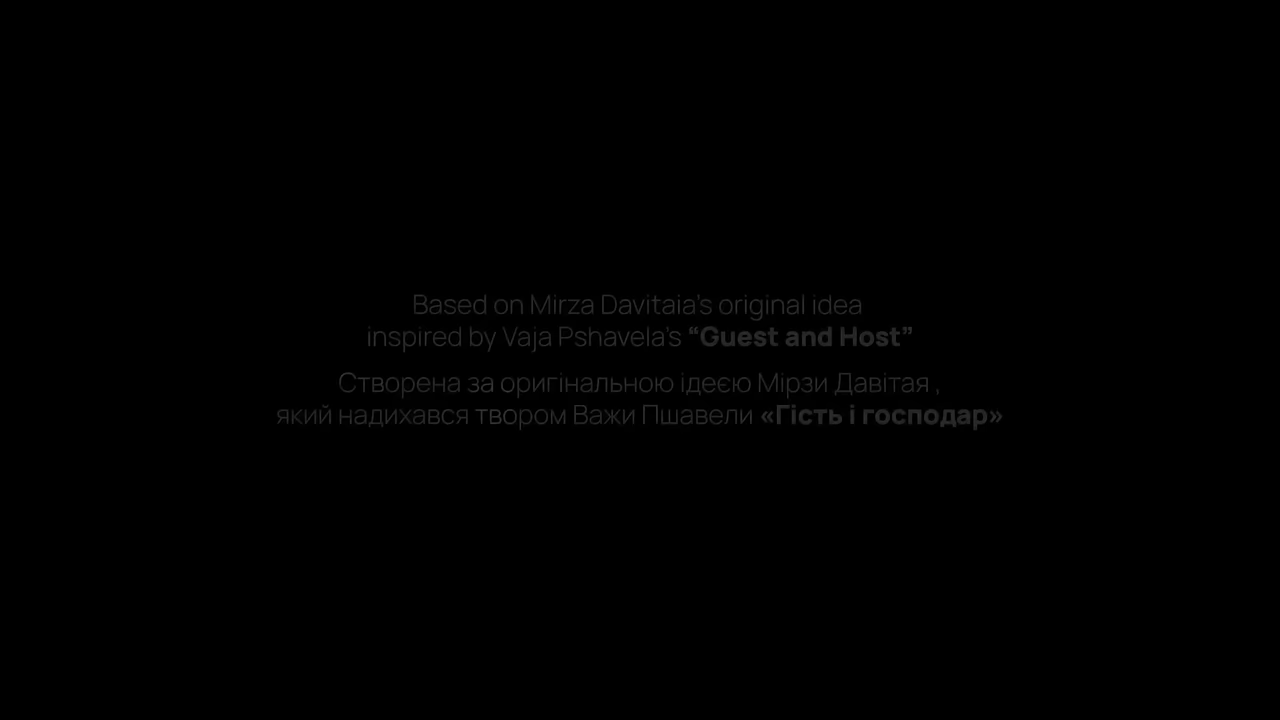 Based on Mirza Davitaia’s original idea
inspired by Vaja Pshavela’s “Guest and Host”
Створена за оригінальною ідеєю Мірзи Давітая ,
який надихався твором Важи Пшавели «Гість і господар»